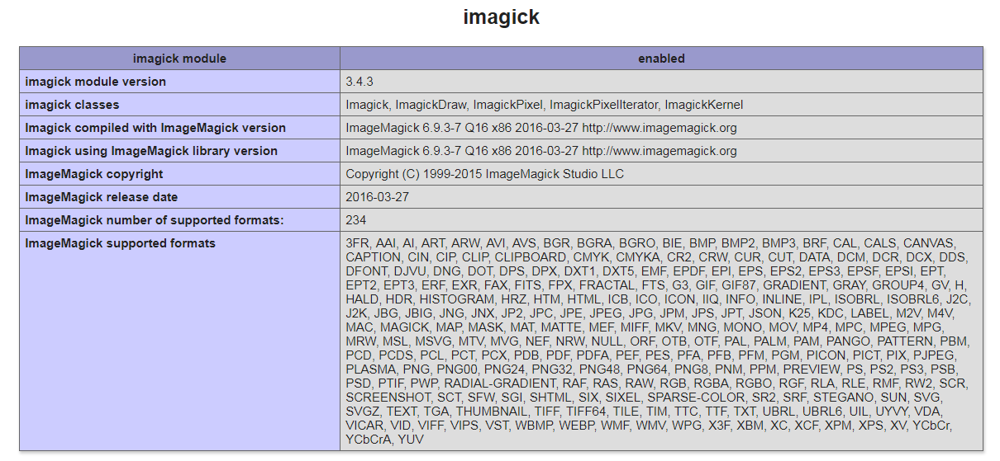 imagick
imagick module enabled
imagick module version 3.4.3
imagick classes Imagick, ImagickDraw, ImagickPixel, ImagickPixelIterator, ImagickKernel
Imagick compiled with ImageMagick version ImageMagick 6.9.3-7 Q16 x86 2016-03-27 http://www.imagemagick.org
Imagick using ImageMagick library version ImageMagick 6.9.3-7 Q16 x86 2016-03-27 http://www.imagemagick.org
ImageMagick copyright Copyright (C) 1999-2015 ImageMagick Studio LLC
ImageMagick release date 2016-03-27
ImageMagick number of supported formats: 234
ImageMagick supported formats 3FR, AAI, AI, ART, ARW, AVI, AVS, BGR, BGRA, BGRO, BIE, BMP, BMP2, BMP3, BRF, CAL, CALS, CANVAS,
CAPTION, CIN, CIP, CLIP, CLIPBOARD, CMYK, CMYKA, CR2, CRW, CUR, CUT, DATA, DCM, DCR, DCX, DDS,
DFONT, DJVU, DNG, DOT, DPS, DPX, DXT1, DXT5, EMF, EPDF, EPI, EPS, EPS2, EPS3, EPSF, EPSI, EPT,
EPT2, EPT3, ERF, EXR, FAX, FITS, FPX, FRACTAL, FTS, G3, GIF, GIF87, GRADIENT, GRAY, GROUP4, GV, H,
HALD, HDR, HISTOGRAM, HRZ, HTM, HTML, ICB, ICO, ICON, IIQ, INFO, INLINE, IPL, ISOBRL, ISOBRL6, J2C,
J2K, JBG, JBIG, JNG, JNX, JP2, JPC, JPE, JPEG, JPG, JPM, JPS, JPT, JSON, K25, KDC, LABEL, M2V, M4V,
MAC, MAGICK, MAP, MASK, MAT, MATTE, MEF, MIFF, MKV, MNG, MONO, MOV, MP4, MPC, MPEG, MPG,
MRW, MSL, MSVG, MTV, MVG, NEF, NRW, NULL, ORF, OTB, OTF, PAL, PALM, PAM, PANGO, PATTERN, PBM,
PCD, PCDS, PCL, PCT, PCX, PDB, PDF, PDFA, PEF, PES, PFA, PFB, PFM, PGM, PICON, PICT, PIX, PJPEG,
PLASMA, PNG, PNG00, PNG24, PNG32, PNG48, PNG64, PNG8, PNM, PPM, PREVIEW, PS, PS2, PS3, PSB,
PSD, PTIF, PWP, RADIAL-GRADIENT, RAF, RAS, RAW, RGB, RGBA, RGBO, RGF, RLA, RLE, RMF, RW2, SCR,
SCREENSHOT, SCT, SFW, SGI, SHTML, SIX, SIXEL, SPARSE-COLOR, SR2, SRF, STEGANO, SUN, SVG,
SVGZ, TEXT, TGA, THUMBNAIL, TIFF, TIFF64, TILE, TIM, TTC, TTF, TXT, UBRL, UBRL6, UIL, UYVY, VDA,
VICAR, VID, VIFF, VIPS, VST, WBMP, WEBP, WMF, WMV, WPG, X3F, XBM, XC, XCF, XPM, XPS, XV, YCbCr,
YCbCrA, YUV